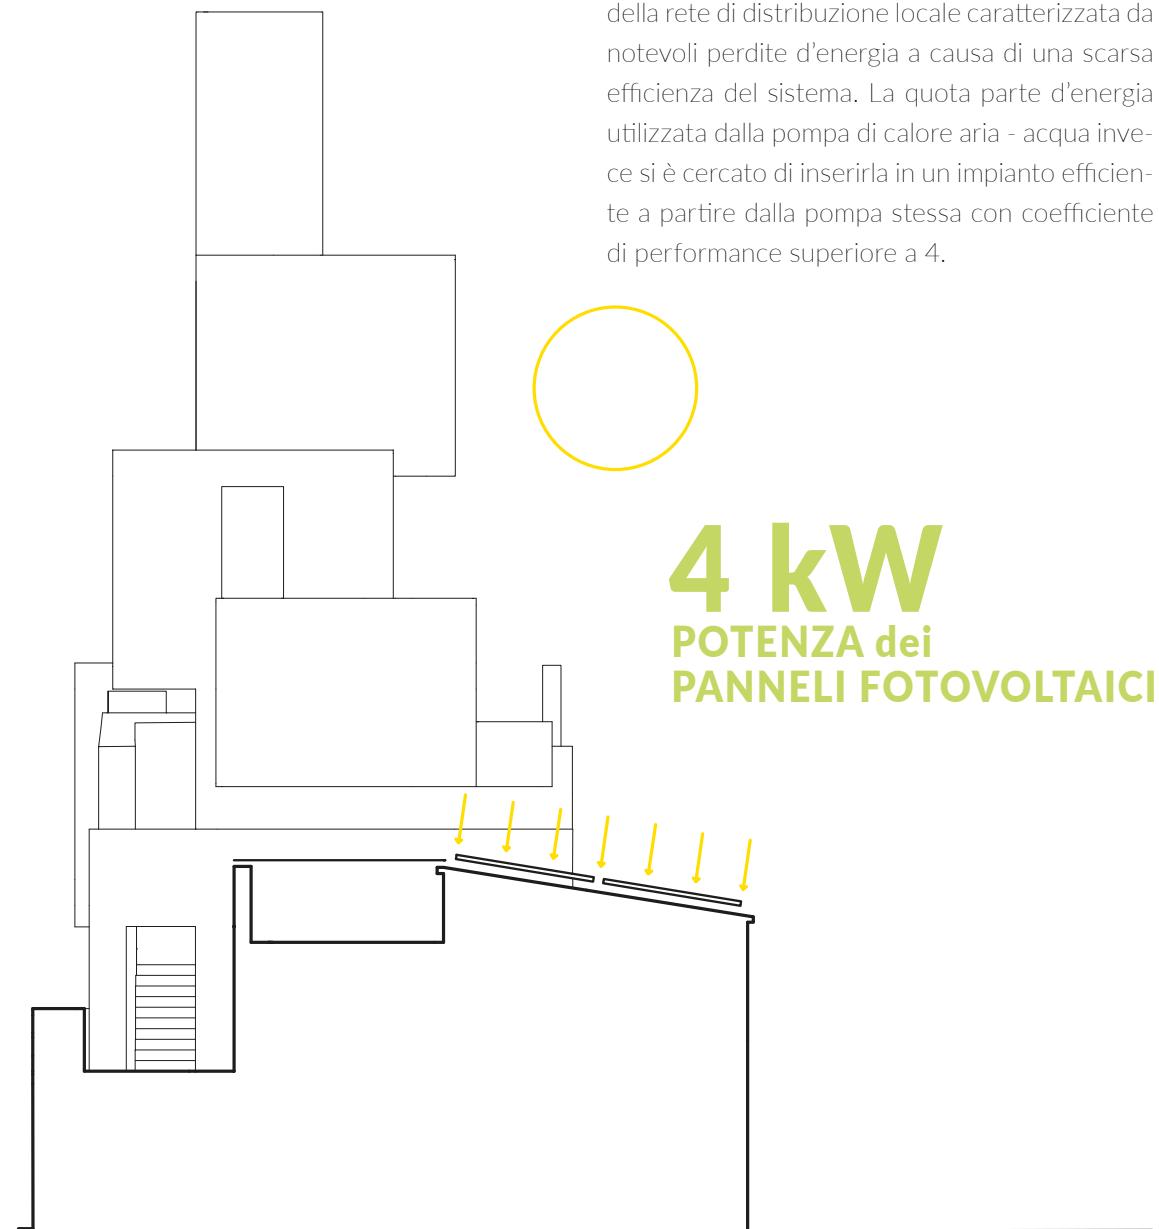 della rete di distribuzione locale caratterizzata da
notevoli perdite d’energia a causa di una scarsa
efficienza del sistema. La quota parte d’energia
utilizzata dalla pompa di calore aria - acqua inve-
ce si è cercato di inserirla in un impianto efficien-
te a partire dalla pompa stessa con coefficiente
di performance superiore a 4.
4 kW
POTENZA dei
PANNELI FOTOVOLTAICI